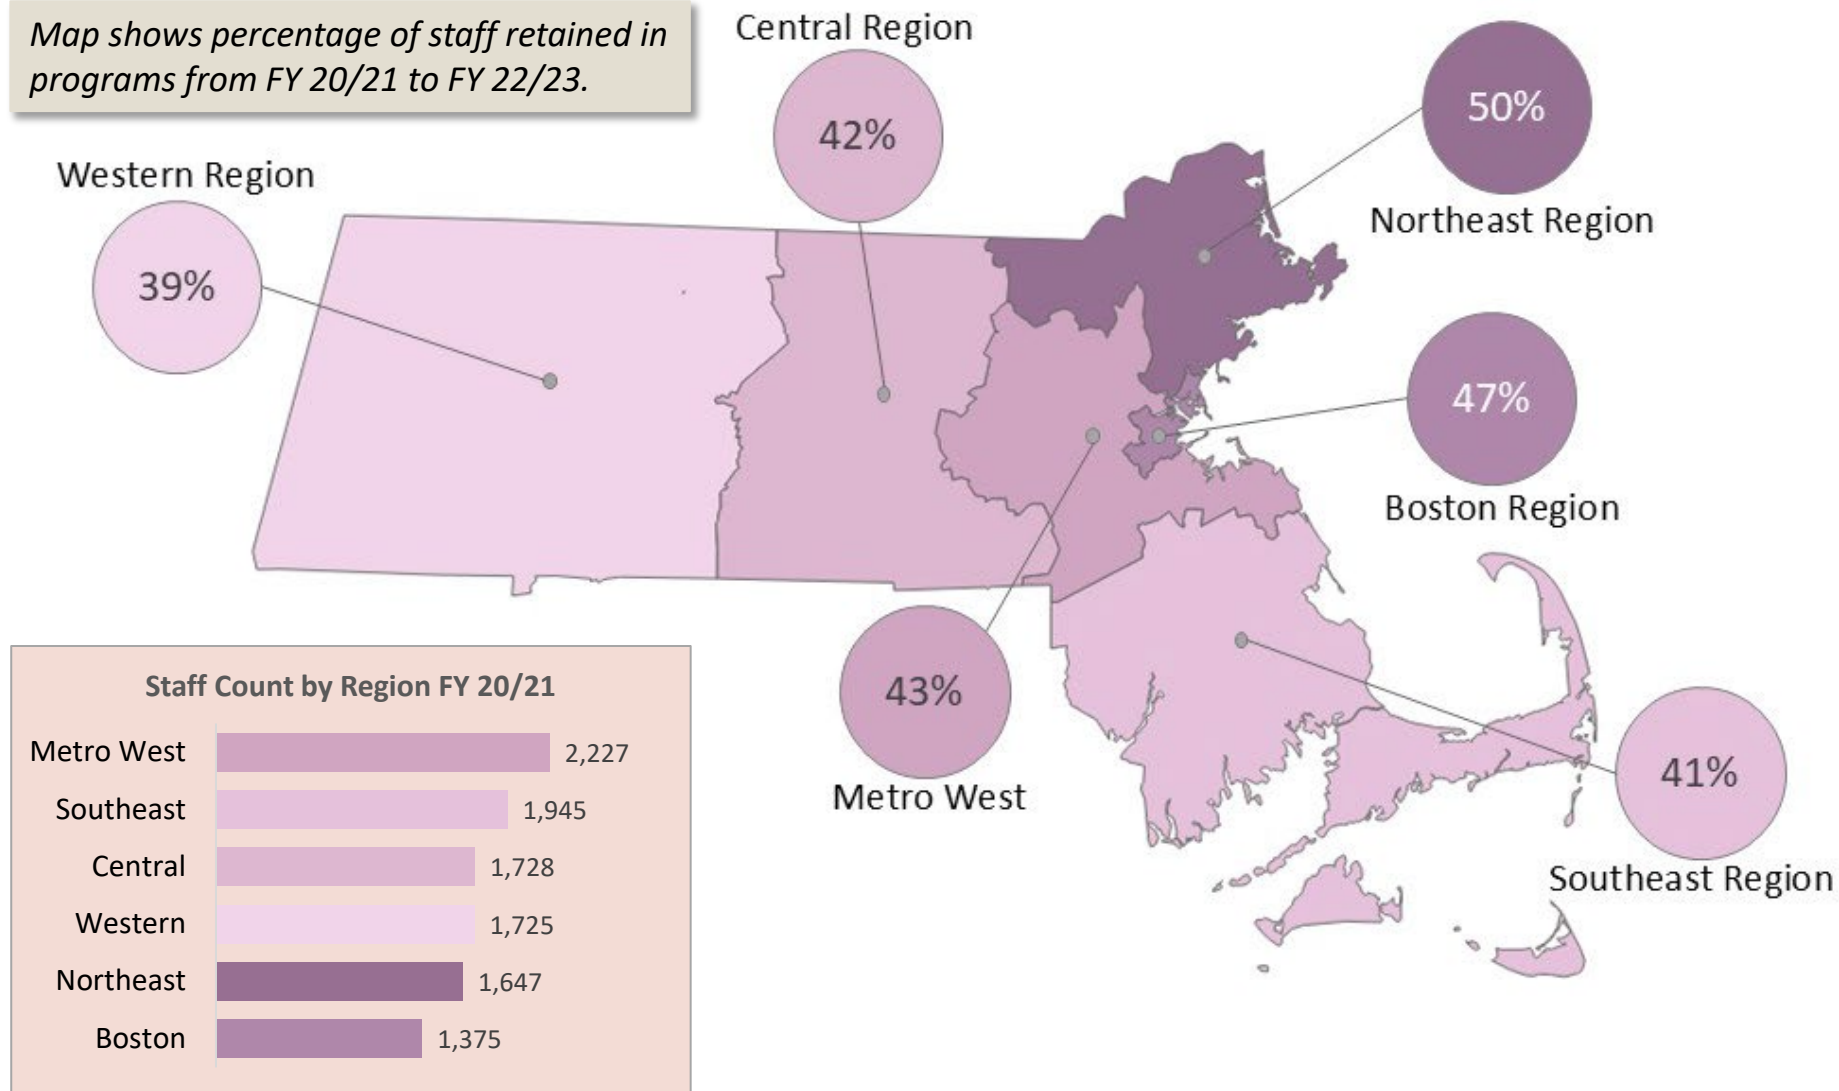 Map shows percentage of staff retained in
programs from FY 20/21 to FY 22/23.
Central Region
42%
50%
Northeast Region
Western Region
39%
47%
Boston Region
43%
Metro West
41%
Southeast Region
Staff Count by Region FY 20/21
Metro West 2,227
Southeast 1,945
Central 1,728
Western 1,725
Northeast 1,647
Boston 1,375